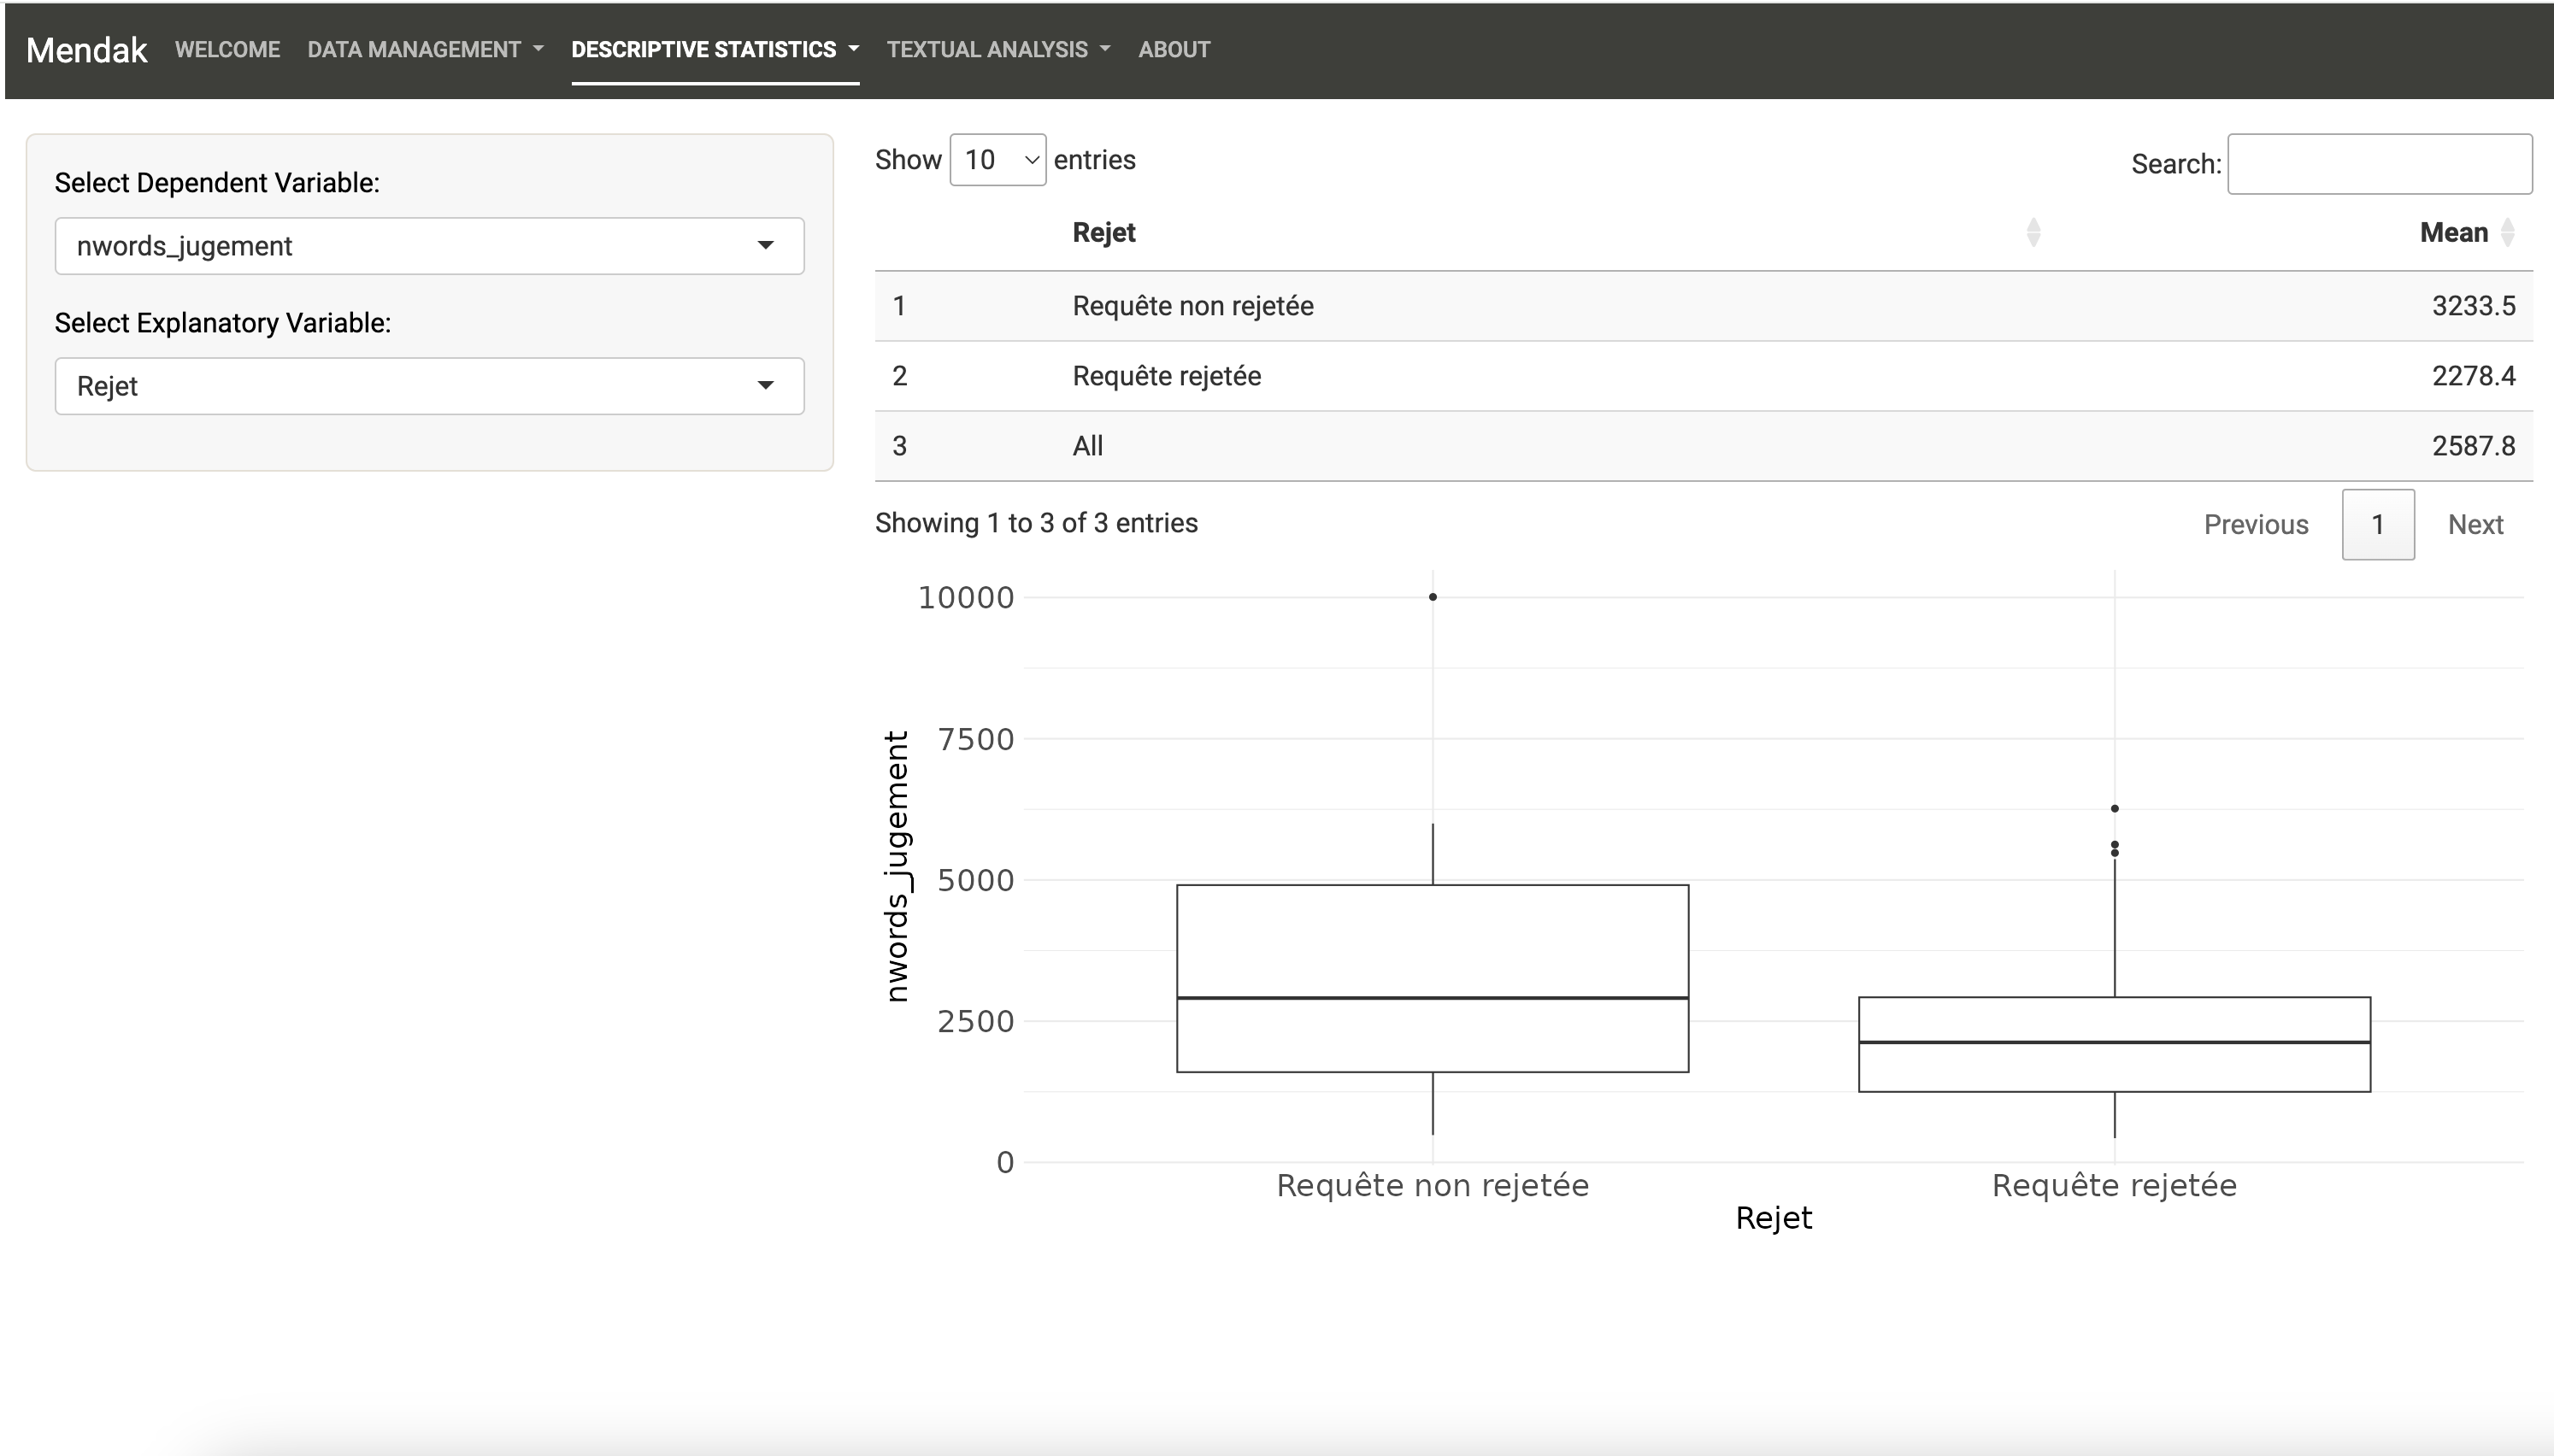 Mendak WELCOME DATA MANAGEMENT DESCRIPTIVE STATISTICS TEXTUAL ANALYSIS ABOUT
Select Dependent Variable:
nwords_jugement
Select Explanatory Variable:
Rejet
Show 10 entries
Search:
Rejet Mean
1 Requête non rejetée 3233.5
2 Requête rejetée 2278.4
3 All 2587.8
Showing 1 to 3 of 3 entries
Previous 1 Next
nwords_jugement
10000
7500
5000
2500
0
Requête non rejetée Requête rejetée
Rejet